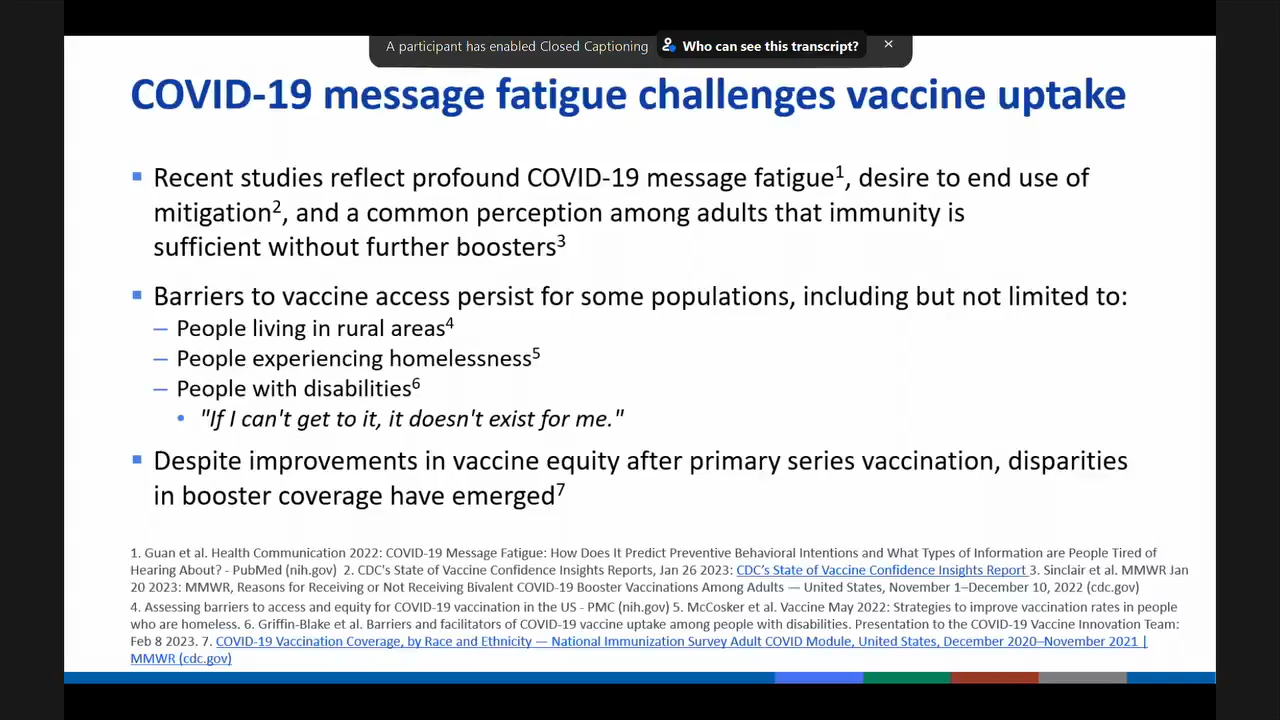 A participant has enabled Closed Captioning Who can see this transcript?
COVID-19 message fatigue challenges vaccine uptake
Recent studies reflect profound COVID-19 message fatigue1, desire to end use of
mitigation2, and a common perception among adults that immunity is
sufficient without further boosters3
Barriers to vaccine access persist for some populations, including but not limited to:
– People living in rural areas4
– People experiencing homelessness5
– People with disabilities6
• "If I can't get to it, it doesn't exist for me."
Despite improvements in vaccine equity after primary series vaccination, disparities
in booster coverage have emerged7
1. Guan et al. Health Communication 2022: COVID-19 Message Fatigue: How Does It Predict Preventive Behavioral Intentions and What Types of Information are People Tired of
Hearing About? - PubMed (nih.gov) 2. CDC's State of Vaccine Confidence Insights Reports, Jan 26 2023: CDC's State of Vaccine Confidence Insights Report 3. Sinclair et al. MMWR Jan
20 2023: MMWR, Reasons for Receiving or Not Receiving Bivalent COVID-19 Booster Vaccinations Among Adults — United States, November 1–December 10, 2022 (cdc.gov)
4. Assessing barriers to access and equity for COVID-19 vaccination in the US - PMC (nih.gov) 5. McCosker et al. Vaccine May 2022: Strategies to improve vaccination rates in people
who are homeless. 6. Griffin-Blake et al. Barriers and facilitators of COVID-19 vaccine uptake among people with disabilities. Presentation to the COVID-19 Vaccine Innovation Team:
Feb 8 2023. 7. COVID-19 Vaccination Coverage, by Race and Ethnicity — National Immunization Survey Adult COVID Module, United States, December 2020–November 2021 |
MMWR (cdc.gov)